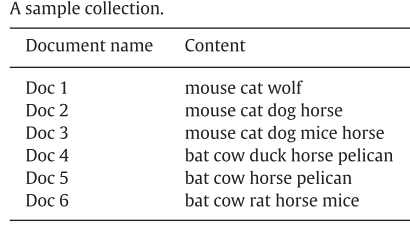 A sample collection.
Document name Content
Doc 1 mouse cat wolf
Doc 2 mouse cat dog horse
Doc 3 mouse cat dog mice horse
Doc 4 bat cow duck horse pelican
Doc 5 bat cow horse pelican
Doc 6 bat cow rat horse mice